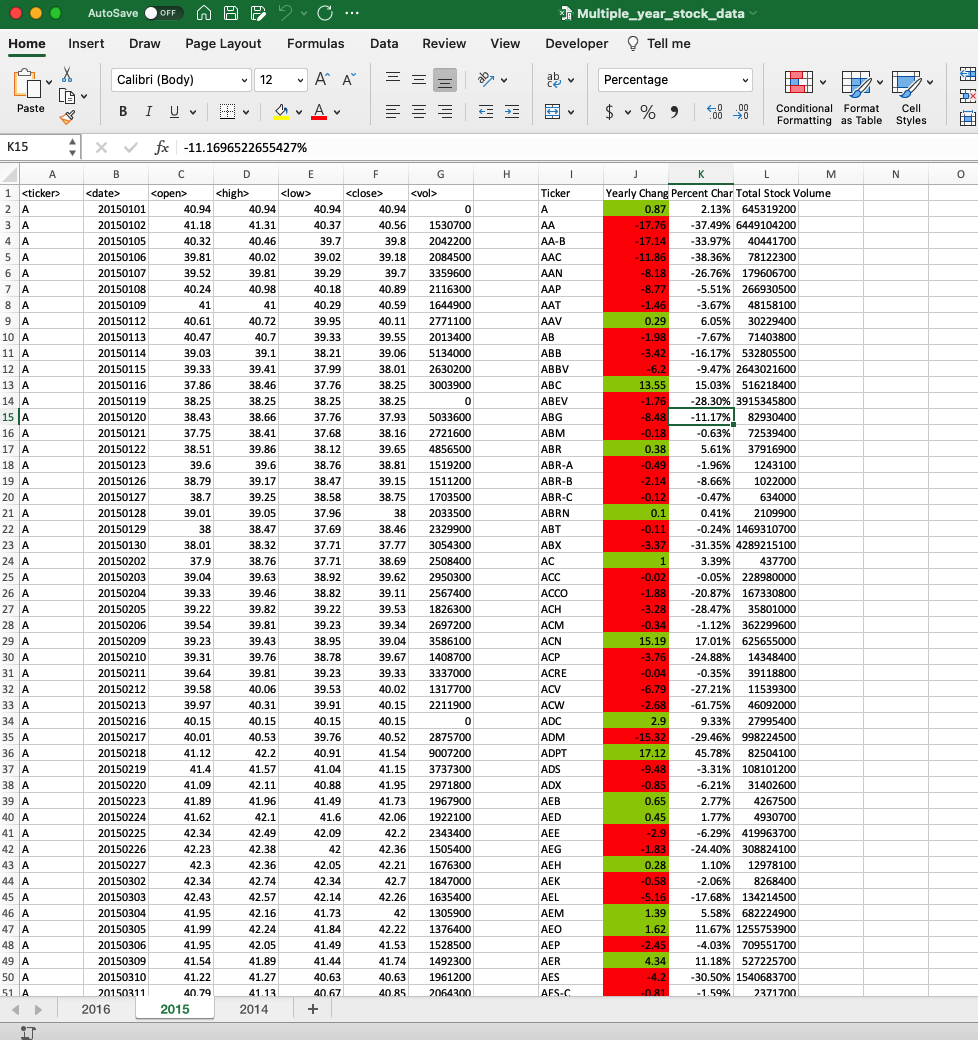 AutoSave OFF Multiple_year_stock_data
Home Insert Draw Page Layout Formulas Data Review View Developer Tell me
Paste Calibri (Body) 12 A A ab Percentage Conditional Formatting Format as Table Cell Styles
B I U A $ % 
K15 fx -11.1696522655427%
A B C D E F G H I J K L M N O
1 <ticker> <date> <open> <high> <low> <close> <vol> Ticker Yearly Chang Percent Char Total Stock Volume
2 A 20150101 40.94 40.94 40.94 40.94 0 A 0.87 2.13% 645319200
3 A 20150102 41.18 41.31 40.37 40.56 1530700 AA -17.76 -37.49% 6449104200
4 A 20150105 40.32 40.46 39.7 39.8 2042200 AA-B -17.14 -33.97% 40441700
5 A 20150106 39.81 40.02 39.02 39.18 2084500 AAC -11.86 -38.36% 78122300
6 A 20150107 39.52 39.81 39.29 39.7 3359600 AAN -8.18 -26.76% 179606700
7 A 20150108 40.24 40.98 40.18 40.89 2116300 AAP -8.77 -5.51% 266930500
8 A 20150109 41 41 40.29 40.59 1644900 AAT -1.46 -3.67% 48158100
9 A 20150112 40.61 40.72 39.95 40.11 2771100 AAV 0.29 6.05% 30229400
10 A 20150113 40.47 40.7 39.33 39.55 2013400 AB -1.98 -7.67% 71403800
11 A 20150114 39.03 39.1 38.21 39.06 5134000 ABB -3.42 -16.17% 532805500
12 A 20150115 39.33 39.41 37.99 38.01 2630200 ABBV -6.2 -9.47% 2643021600
13 A 20150116 37.86 38.46 37.76 38.25 3003900 ABC 13.55 15.03% 516218400
14 A 20150119 38.25 38.25 38.25 38.25 0 ABEV -1.76 -28.30% 3915345800
15 A 20150120 38.43 38.66 37.76 37.93 5033600 ABG -8.48 -11.17% 82930400
16 A 20150121 37.75 38.41 37.68 38.16 2721600 ABM -0.18 -0.63% 72539400
17 A 20150122 38.51 39.86 38.12 39.65 4856500 ABR 0.38 5.61% 37916900
18 A 20150123 39.6 39.6 38.76 38.81 1519200 ABR-A -0.49 -1.96% 1243100
19 A 20150126 38.79 39.17 38.47 39.15 1511200 ABR-B -2.14 -8.66% 1022000
20 A 20150127 38.7 39.25 38.58 38.75 1703500 ABR-C -0.12 -0.47% 634000
21 A 20150128 39.01 39.05 37.96 38 2033500 ABRN 0.1 0.41% 2109900
22 A 20150129 38 38.47 37.69 38.46 2329900 ABT -0.11 -0.24% 1469310700
23 A 20150130 38.01 38.32 37.71 37.77 3054300 ABX -3.37 -31.35% 4289215100
24 A 20150202 37.9 38.76 37.71 38.69 2508400 AC 1 3.39% 437700
25 A 20150203 39.04 39.63 38.92 39.62 2950300 ACC -0.02 -0.05% 228980000
26 A 20150204 39.33 39.46 38.82 39.11 2567400 ACCO -1.88 -20.87% 167330800
27 A 20150205 39.22 39.82 39.22 39.53 1826300 ACH -3.28 -28.47% 35801000
28 A 20150206 39.54 39.81 39.23 39.34 2697200 ACM -0.34 -1.12% 362299600
29 A 20150209 39.23 39.43 38.95 39.04 3586100 ACN 15.19 17.01% 625655000
30 A 20150210 39.31 39.76 38.78 39.67 1408700 ACP -3.76 -24.88% 14348400
31 A 20150211 39.64 39.81 39.23 39.33 3337000 ACRE -0.04 -0.35% 39118800
32 A 20150212 39.58 40.06 39.53 40.02 1317700 ACV -6.79 -27.21% 11539300
33 A 20150213 39.97 40.31 39.91 40.15 2211900 ACW -2.68 -61.75% 46092000
34 A 20150216 40.15 40.15 40.15 40.15 0 ADC 2.9 9.33% 27995400
35 A 20150217 40.01 40.53 39.76 40.52 2875700 ADM -15.32 -29.46% 998224500
36 A 20150218 41.12 42.2 40.91 41.54 9007200 ADPT 17.12 45.78% 82504100
37 A 20150219 41.4 41.57 41.04 41.15 3737300 ADS -9.48 -3.31% 108101200
38 A 20150220 41.09 42.11 40.88 41.95 2971800 ADX -0.85 -6.21% 31402600
39 A 20150223 41.89 41.96 41.49 41.73 1967900 AEB 0.65 2.77% 4267500
40 A 20150224 41.62 42.1 41.6 42.06 1922100 AED 0.45 1.77% 4930700
41 A 20150225 42.34 42.49 42.09 42.2 2343400 AEE -2.9 -6.29% 419963700
42 A 20150226 42.23 42.38 42 42.36 1505400 AEG -1.83 -24.40% 308824100
43 A 20150227 42.3 42.36 42.05 42.21 1676300 AEH 0.28 1.10% 12978100
44 A 20150302 42.34 42.74 42.34 42.7 1847000 AEK -0.58 -2.06% 8268400
45 A 20150303 42.43 42.57 42.14 42.26 1635400 AEL -5.16 -17.68% 134214500
46 A 20150304 41.95 42.16 41.73 42 1305900 AEM 1.39 5.58% 682224900
47 A 20150305 41.99 42.24 41.84 42.22 1376400 AEO 1.62 11.67% 1255753900
48 A 20150306 41.95 42.05 41.49 41.53 1528500 AEP -2.45 -4.03% 709551700
49 A 20150309 41.54 41.89 41.44 41.74 1492300 AER 4.34 11.18% 527225700
50 A 20150310 41.22 41.27 40.63 40.63 1961200 AES -4.2 -30.50% 1540683700
51 A 20150311 40.79 41.13 40.67 40.85 2064300 AES-C -0.81 -1.59% 2371700
2016 2015 2014 +